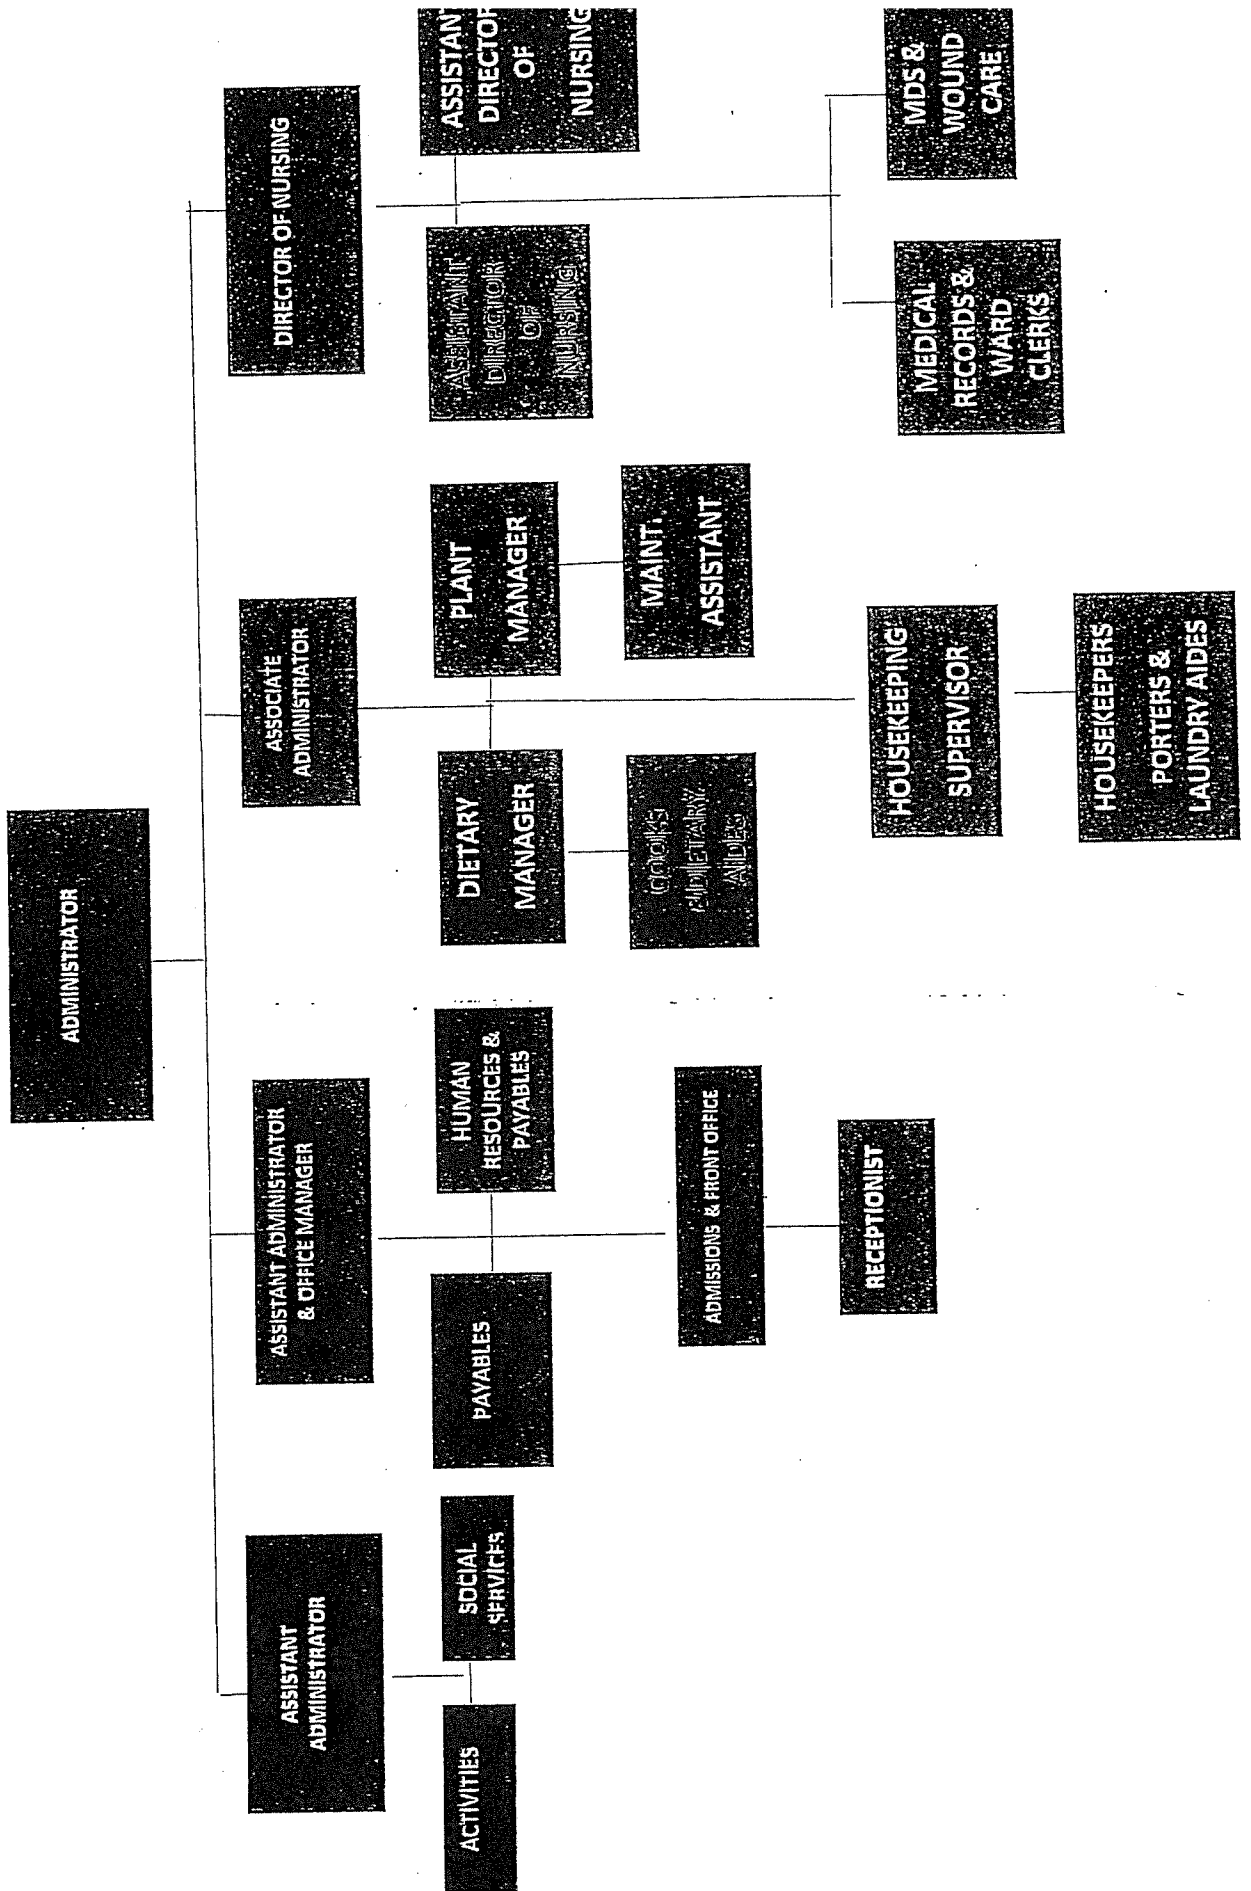 ADMINISTRATOR
ASSISTANT
ADMINISTRATOR
ASSISTANT ADMINISTRATOR
& OFFICE MANAGER
ASSOCIATE
ADMINISTRATOR
DIRECTOR OF NURSING
ACTIVITIES
SOCIAL
SERVICES
PAYABLES
HUMAN
RESOURCES &
PAYABLES
DIETARY
MANAGER
PLANT
MANAGER
ASSISTANT
DIRECTOR
OF
NURSING
ASSISTANT
DIRECTOR
OF
NURSING
ADMISSIONS & FRONT OFFICE
COOKS
/DIETARY
AIDES
MAINT.
ASSISTANT
RECEPTIONIST
HOUSEKEEPING
SUPERVISOR
MEDICAL
RECORDS &
WARD
CLERKS
MDS &
WOUND
CARE
HOUSEKEEPERS
PORTERS &
LAUNDRY AIDES